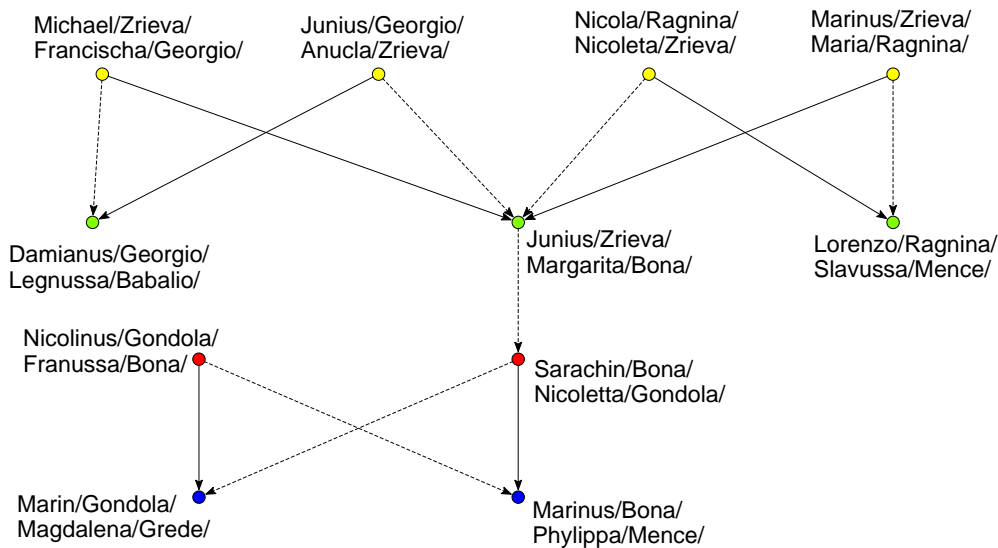 Michael/Zrieva/
Francischa/Georgio/
Junius/Georgio/
Anucla/Zrieva/
Nicola/Ragnina/
Nicoleta/Zrieva/
Marinus/Zrieva/
Maria/Ragnina/
Damianus/Georgio/
Legnussa/Babalio/
Junius/Zrieva/
Margarita/Bona/
Lorenzo/Ragnina/
Slavussa/Mence/
Nicolinus/Gondola/
Franussa/Bona/
Sarachin/Bona/
Nicoletta/Gondola/
Marin/Gondola/
Magdalena/Grede/
Marinus/Bona/
Phylippa/Mence/